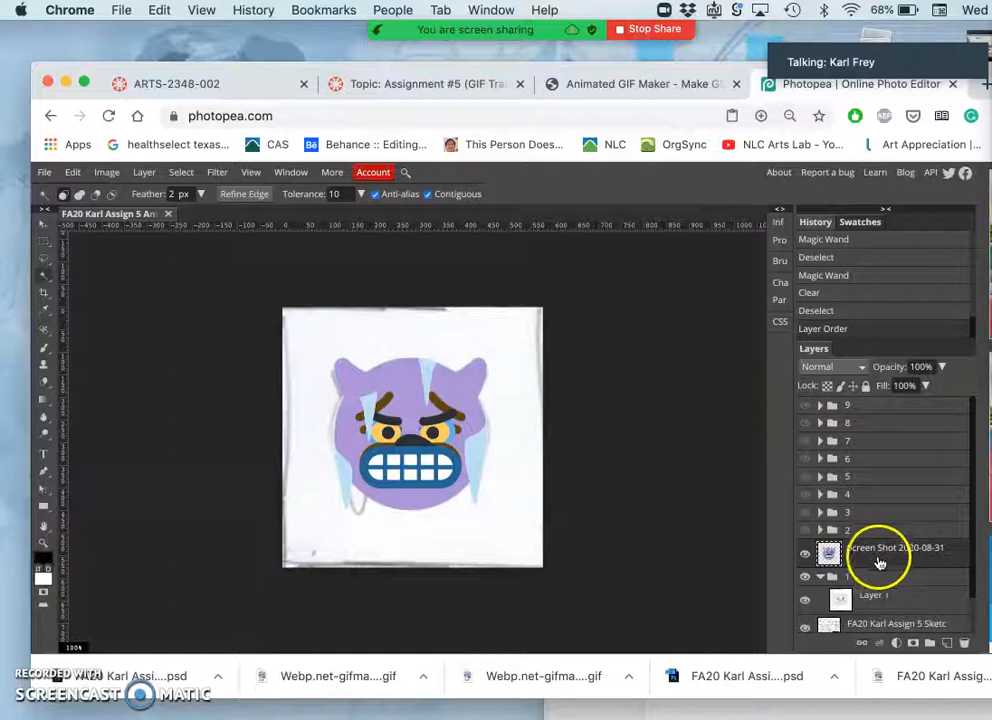 Chrome File Edit View History Bookmarks People Tab Window Help 68% Wed
You are screen sharing Stop Share
Talking: Karl Frey
ARTS-2348-002 Topic: Assignment #5 (GIF Tra Animated GIF Maker - Make G Photopea | Online Photo Editor
photopea.com
Apps healthselect texas... CAS Behance :: Editing... This Person Does... NLC OrgSync NLC Arts Lab - Yo... Art Appreciation |...
File Edit Image Layer Select Filter View Window More Account About Report a bug Learn Blog API
Feather: 2 px Refine Edge Tolerance: 10 Anti-alias Contiguous
FA20 Karl Assign 5 An
History Swatches
Inf
Pro
Bru
Cha
Par
CSS
Magic Wand
Deselect
Magic Wand
Clear
Deselect
Layer Order
Layers
Normal Opacity: 100%
Lock: Fill: 100%
9
8
7
6
5
4
3
2
Screen Shot 2020-08-31
1
Layer 1
FA20 Karl Assign 5 Sketc
100%
RECORDED WITH
SCREENCAST MATIC
Karl Assi....psd Webp.net-gifma....gif Webp.net-gifma....gif FA20 Karl Assi....psd FA20 Karl Assig....